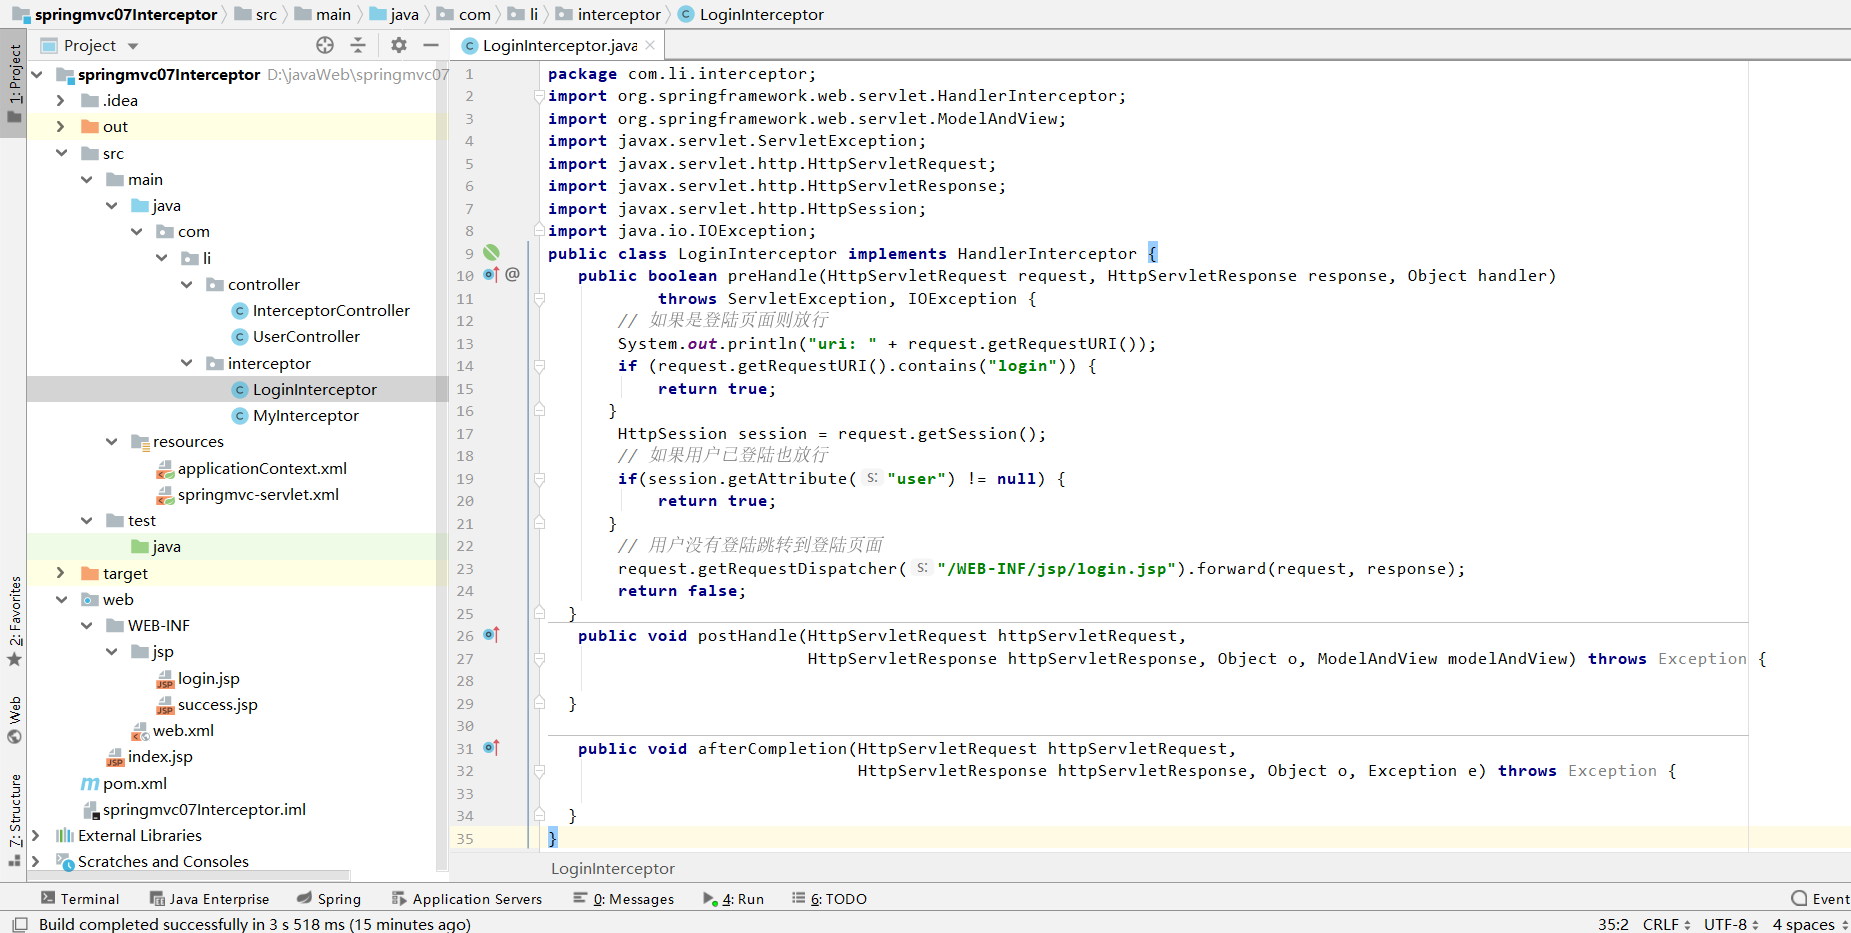 springmvc07Interceptor src main java com li interceptor LoginInterceptor
Project
LoginInterceptor.java
1: Project
2: Favorites
Web
7: Structure
springmvc07Interceptor D:\javaWeb\springmvc07
.idea
out
src
main
java
com
li
controller
InterceptorController
UserController
interceptor
LoginInterceptor
MyInterceptor
resources
applicationContext.xml
springmvc-servlet.xml
test
java
target
web
WEB-INF
jsp
login.jsp
success.jsp
web.xml
index.jsp
pom.xml
springmvc07Interceptor.iml
External Libraries
Scratches and Consoles
1 package com.li.interceptor;
2 import org.springframework.web.servlet.HandlerInterceptor;
3 import org.springframework.web.servlet.ModelAndView;
4 import javax.servlet.ServletException;
5 import javax.servlet.http.HttpServletRequest;
6 import javax.servlet.http.HttpServletResponse;
7 import javax.servlet.http.HttpSession;
8 import java.io.IOException;
9 public class LoginInterceptor implements HandlerInterceptor {
10 @ public boolean preHandle(HttpServletRequest request, HttpServletResponse response, Object handler)
11 throws ServletException, IOException {
12 // 如果是登陆页面则放行
13 System.out.println("uri: " + request.getRequestURI());
14 if (request.getRequestURI().contains("login")) {
15 return true;
16 }
17 HttpSession session = request.getSession();
18 // 如果用户已登陆也放行
19 if(session.getAttribute( s: "user") != null) {
20 return true;
21 }
22 // 用户没有登陆跳转到登陆页面
23 request.getRequestDispatcher( s: "/WEB-INF/jsp/login.jsp").forward(request, response);
24 return false;
25 }
26 public void postHandle(HttpServletRequest httpServletRequest,
27 HttpServletResponse httpServletResponse, Object o, ModelAndView modelAndView) throws Exception {
28
29 }
30
31 public void afterCompletion(HttpServletRequest httpServletRequest,
32 HttpServletResponse httpServletResponse, Object o, Exception e) throws Exception {
33
34 }
35 }
LoginInterceptor
Terminal Java Enterprise Spring Application Servers 0: Messages 4: Run 6: TODO Event
Build completed successfully in 3 s 518 ms (15 minutes ago) 35:2 CRLF UTF-8 4 spaces